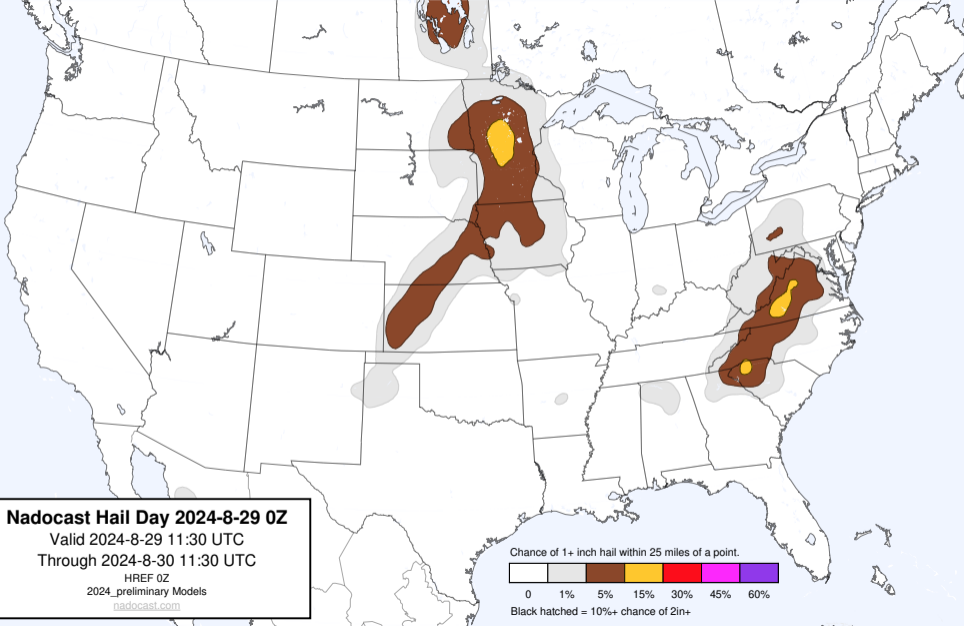 Nadocast Hail Day 2024-8-29 0Z
Valid 2024-8-29 11:30 UTC
Through 2024-8-30 11:30 UTC
HREF 0Z
2024_preliminary Models
nadocast.com
Chance of 1+ inch hail within 25 miles of a point.
0 1% 5% 15% 30% 45% 60%
Black hatched = 10%+ chance of 2in+